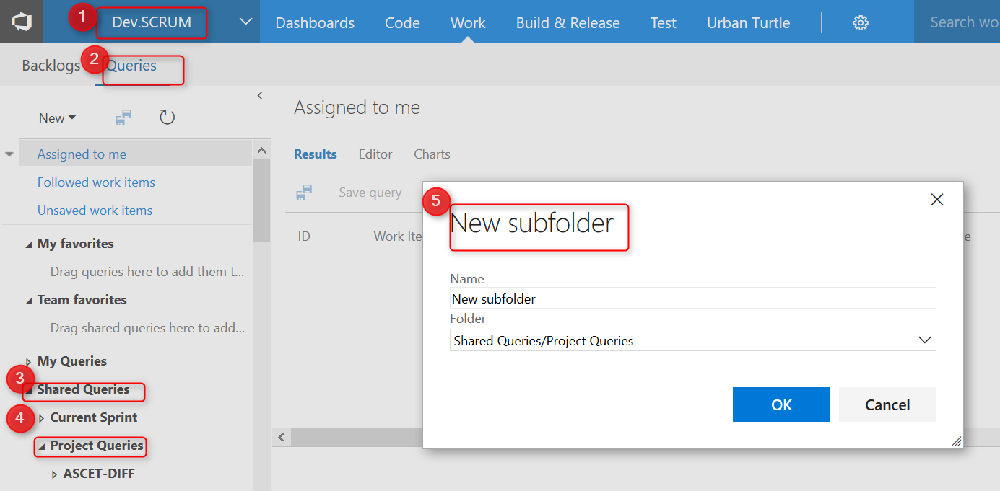 1 Dev.SCRUM Dashboards Code Work Build & Release Test Urban Turtle Search wo
Backlogs 2 Queries
New
Assigned to me
Followed work items
Unsaved work items
My favorites
Drag queries here to add them t...
Team favorites
Drag shared queries here to add...
My Queries
3 Shared Queries
4 Current Sprint
Project Queries
ASCET-DIFF
Assigned to me
Results Editor Charts
Save query
ID Work Ite e
5 New subfolder
Name
New subfolder
Folder
Shared Queries/Project Queries
OK Cancel